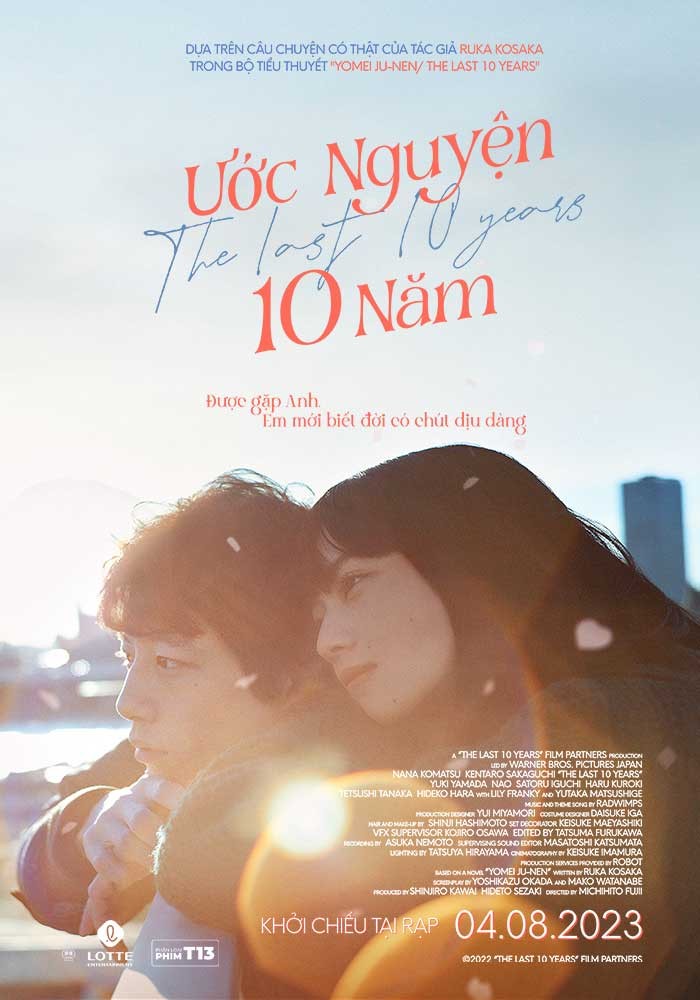 DỰA TRÊN CÂU CHUYỆN CÓ THẬT CỦA TÁC GIẢ RUKA KOSAKA
TRONG BỘ TIỂU THUYẾT "YOMEI JU-NEN/ THE LAST 10 YEARS"
Ước Nguyện
The last 10 years
10 Năm
Được gặp Anh,
Em mới biết đời có chút dịu dàng
A "THE LAST 10 YEARS" FILM PARTNERS PRODUCTION
LED BY WARNER BROS. PICTURES JAPAN
NANA KOMATSU KENTARO SAKAGUCHI "THE LAST 10 YEARS"
YUKI YAMADA NAO SATORU IGUCHI HARU KUROKI
TETSUSHI TANAKA HIDEKO HARA WITH LILY FRANKY AND YUTAKA MATSUSHIGE
MUSIC AND THEME SONG BY RADWIMPS
PRODUCTION DESIGNER YUI MIYAMORI COSTUME DESIGNER DAISUKE IGA
HAIR AND MAKE-UP BY SHINJI HASHIMOTO SET DECORATOR KEISUKE MAEYASHIKI
VFX SUPERVISOR KOJIRO OSAWA EDITED BY TATSUMA FURUKAWA
RECORDING BY ASUKA NEMOTO SUPERVISING SOUND EDITOR MASATOSHI KATSUMATA
LIGHTING BY TATSUYA HIRAYAMA CINEMATOGRAPHY BY KEISUKE IMAMURA
PRODUCTION SERVICES PROVIDED BY ROBOT
BASED ON A NOVEL "YOMEI JU-NEN" WRITTEN BY RUKA KOSAKA
SCREENPLAY BY YOSHIKAZU OKADA AND MAKO WATANABE
PRODUCED BY SHINJIRO KAWAI HIDETO SEZAKI DIRECTED BY MICHIHITO FUJII
KHỞI CHIẾU TẠI RẠP 04.08.2023
LOTTE
ENTERTAINMENT
PHÂN LOẠI
PHIM T13
©2022 "THE LAST 10 YEARS" FILM PARTNERS